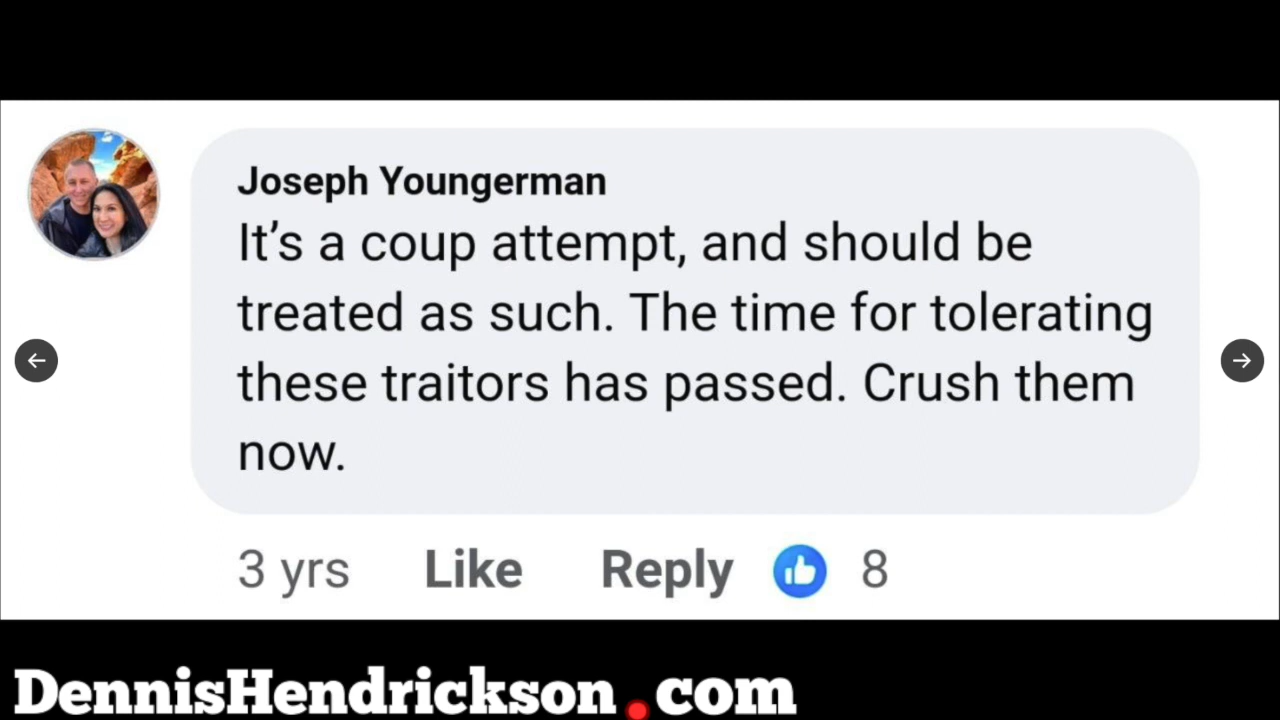 Joseph Youngerman
It’s a coup attempt, and should be
treated as such. The time for tolerating
these traitors has passed. Crush them
now.
3 yrs Like Reply 8
DennisHendrickson.com